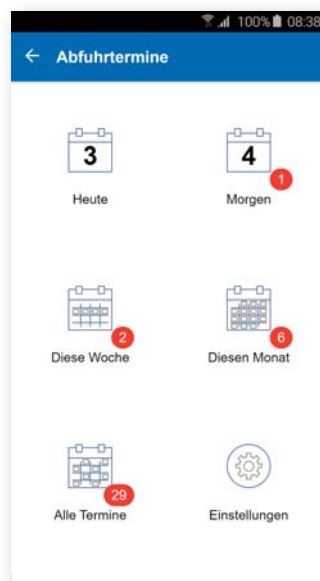 100% 08:38
← Abfuhrtermine
3 4
1
Heute Morgen
2 6
Diese Woche Diesen Monat
29
Alle Termine Einstellungen